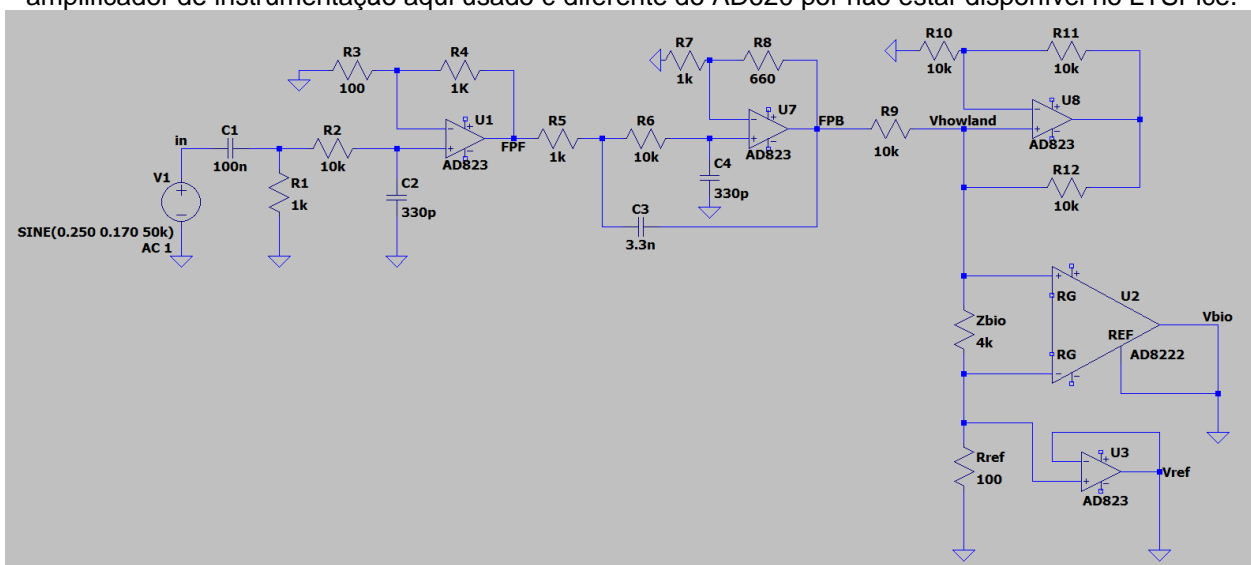 amplificador de instrumentação aqui usado é diferente do AD620 por não estar disponível no LTSPice.
R3
100
R4
1K
R7
1k
R8
660
R10
10k
R11
10k
in
C1
100n
R2
10k
U1
AD823
FPF
R5
1k
R6
10k
U7
AD823
FPB
R9
10k
Vhowland
U8
AD823
V1
SINE(0.250 0.170 50k)
AC 1
R1
1k
C2
330p
C4
330p
C3
3.3n
R12
10k
RG
RG
U2
REF
AD8222
Vbio
Zbio
4k
Rref
100
U3
AD823
Vref